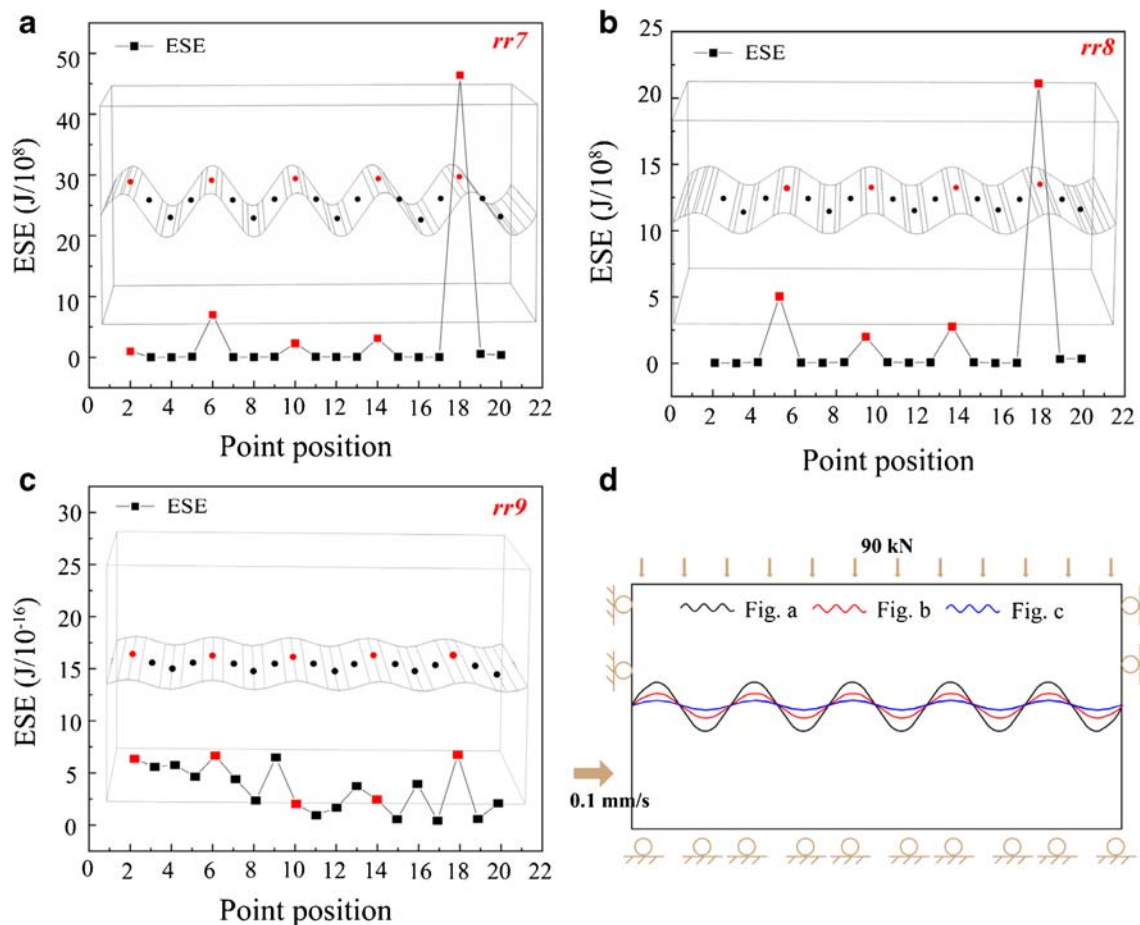 a
rr7
ESE
50
40
30
20
10
0
ESE (J/10⁸)
0 2 4 6 8 10 12 14 16 18 20 22
Point position
b
rr8
ESE
25
20
15
10
5
0
ESE (J/10⁸)
0 2 4 6 8 10 12 14 16 18 20 22
Point position
c
rr9
ESE
30
25
20
15
10
5
0
ESE (J/10⁻¹⁶)
0 2 4 6 8 10 12 14 16 18 20 22
Point position
d
90 kN
Fig. a Fig. b Fig. c
0.1 mm/s